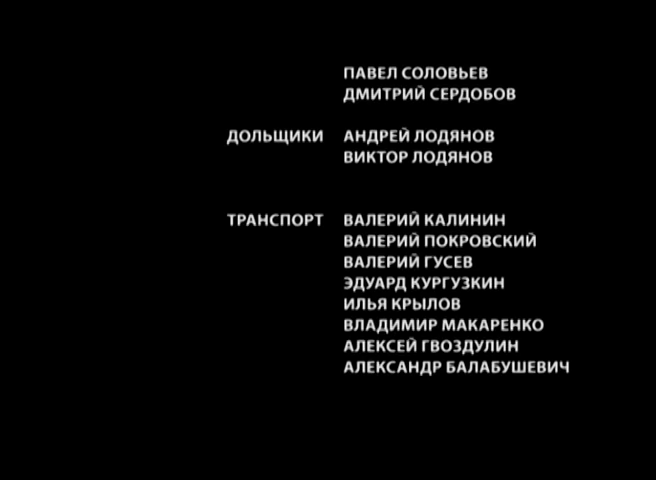 ПАВЕЛ СОЛОВЬЕВ
ДМИТРИЙ СЕРДОБОВ
ДОЛЬЩИКИ АНДРЕЙ ЛОДЯНОВ
ВИКТОР ЛОДЯНОВ
ТРАНСПОРТ ВАЛЕРИЙ КАЛИНИН
ВАЛЕРИЙ ПОКРОВСКИЙ
ВАЛЕРИЙ ГУСЕВ
ЭДУАРД КУРГУЗКИН
ИЛЬЯ КРЫЛОВ
ВЛАДИМИР МАКАРЕНКО
АЛЕКСЕЙ ГВОЗДУЛИН
АЛЕКСАНДР БАЛАБУШЕВИЧ